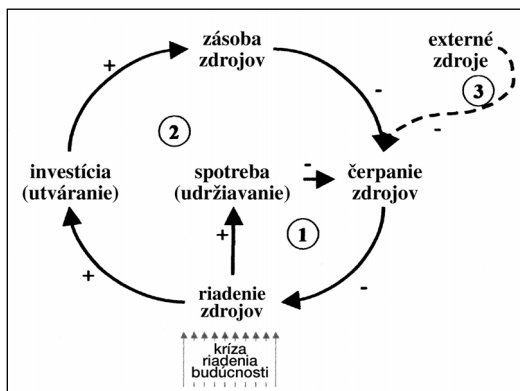 zásoba
zdrojov
externé
zdroje
3
+
-
-
2
investícia
(utváranie)
spotreba
(udržiavanie)
-
čerpanie
zdrojov
1
+
+
-
riadenie
zdrojov
kríza
riadenia
budúcnosti